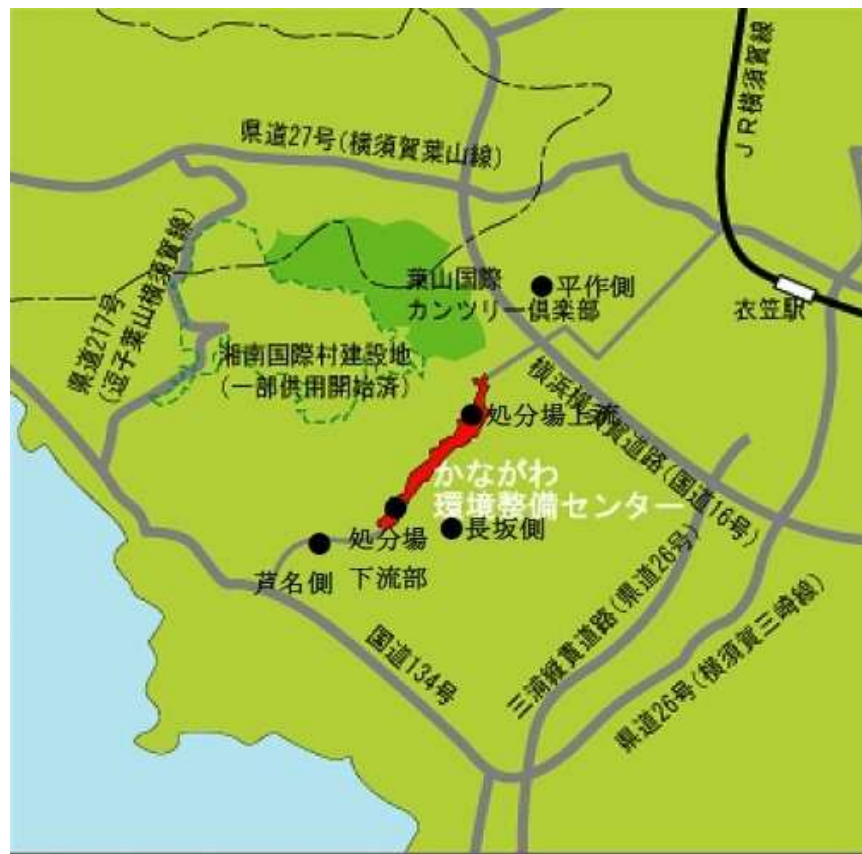 JR横須賀線
県道27号(横須賀葉山線)
県道217号
(逗子葉山横須賀線)
葉山国際
カンツリー倶楽部
平作側
衣笠駅
湘南国際村建設地
(一部供用開始済)
横浜横須賀道路(国道16号)
処分場上流
かながわ
環境整備センター
長坂側
処分場
下流部
芦名側
国道134号
三浦縦貫道路(県道26号)
県道26号(横須賀三崎線)